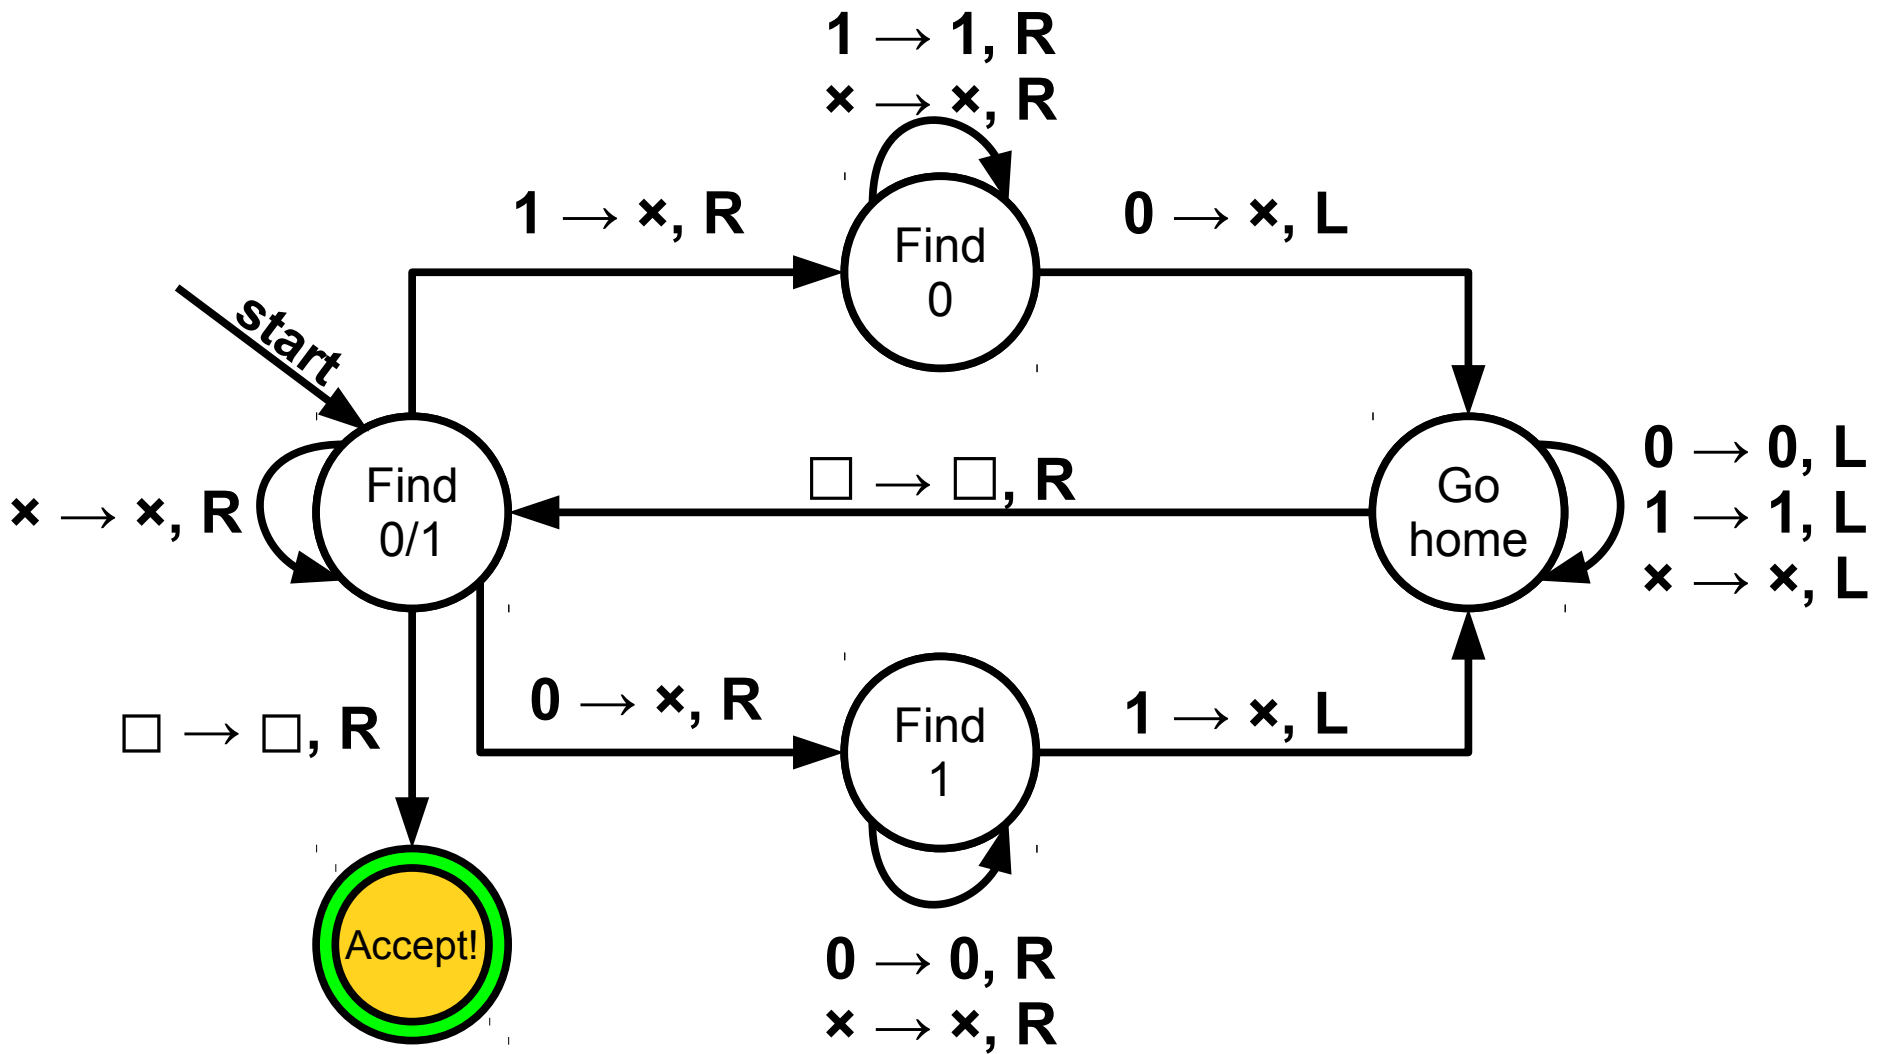 1 → 1, R
× → ×, R
1 → ×, R
0 → ×, L
Find
0
start
Find
0/1
× → ×, R
□ → □, R
Go
home
0 → 0, L
1 → 1, L
× → ×, L
□ → □, R
0 → ×, R
Find
1
1 → ×, L
Accept!
0 → 0, R
× → ×, R